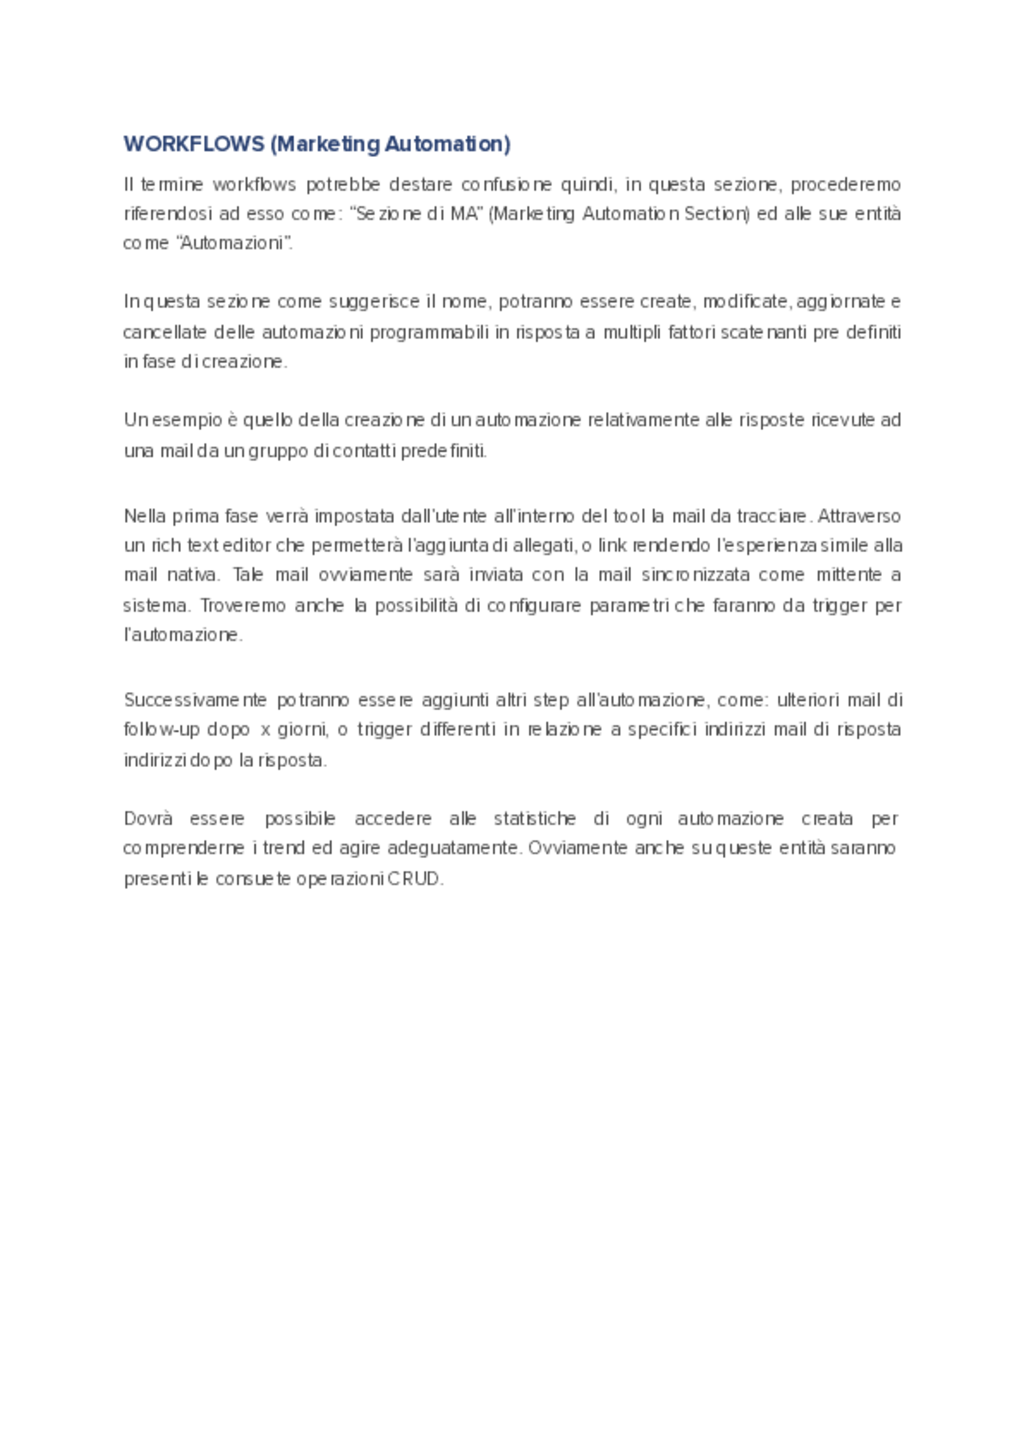 WORKFLOWS (Marketing Automation)
Il termine workflows potrebbe destare confusione quindi, in questa sezione, procederemo
riferendosi ad esso come: “Sezione di MA” (Marketing Automation Section) ed alle sue entità
come “Automazioni”.
In questa sezione come suggerisce il nome, potranno essere create, modificate, aggiornate e
cancellate delle automazioni programmabili in risposta a multipli fattori scatenanti pre definiti
in fase di creazione.
Un esempio è quello della creazione di un automazione relativamente alle risposte ricevute ad
una mail da un gruppo di contatti predefiniti.
Nella prima fase verrà impostata dall'utente all'interno del tool la mail da tracciare. Attraverso
un rich text editor che permetterà l'aggiunta di allegati, o link rendendo l'esperienza simile alla
mail nativa. Tale mail ovviamente sarà inviata con la mail sincronizzata come mittente a
sistema. Troveremo anche la possibilità di configurare parametri che faranno da trigger per
l'automazione.
Successivamente potranno essere aggiunti altri step all'automazione, come: ulteriori mail di
follow-up dopo x giorni, o trigger differenti in relazione a specifici indirizzi mail di risposta
indirizzi dopo la risposta.
Dovrà essere possibile accedere alle statistiche di ogni automazione creata per
comprenderne i trend ed agire adeguatamente. Ovviamente anche su queste entità saranno
presenti le consuete operazioni CRUD.